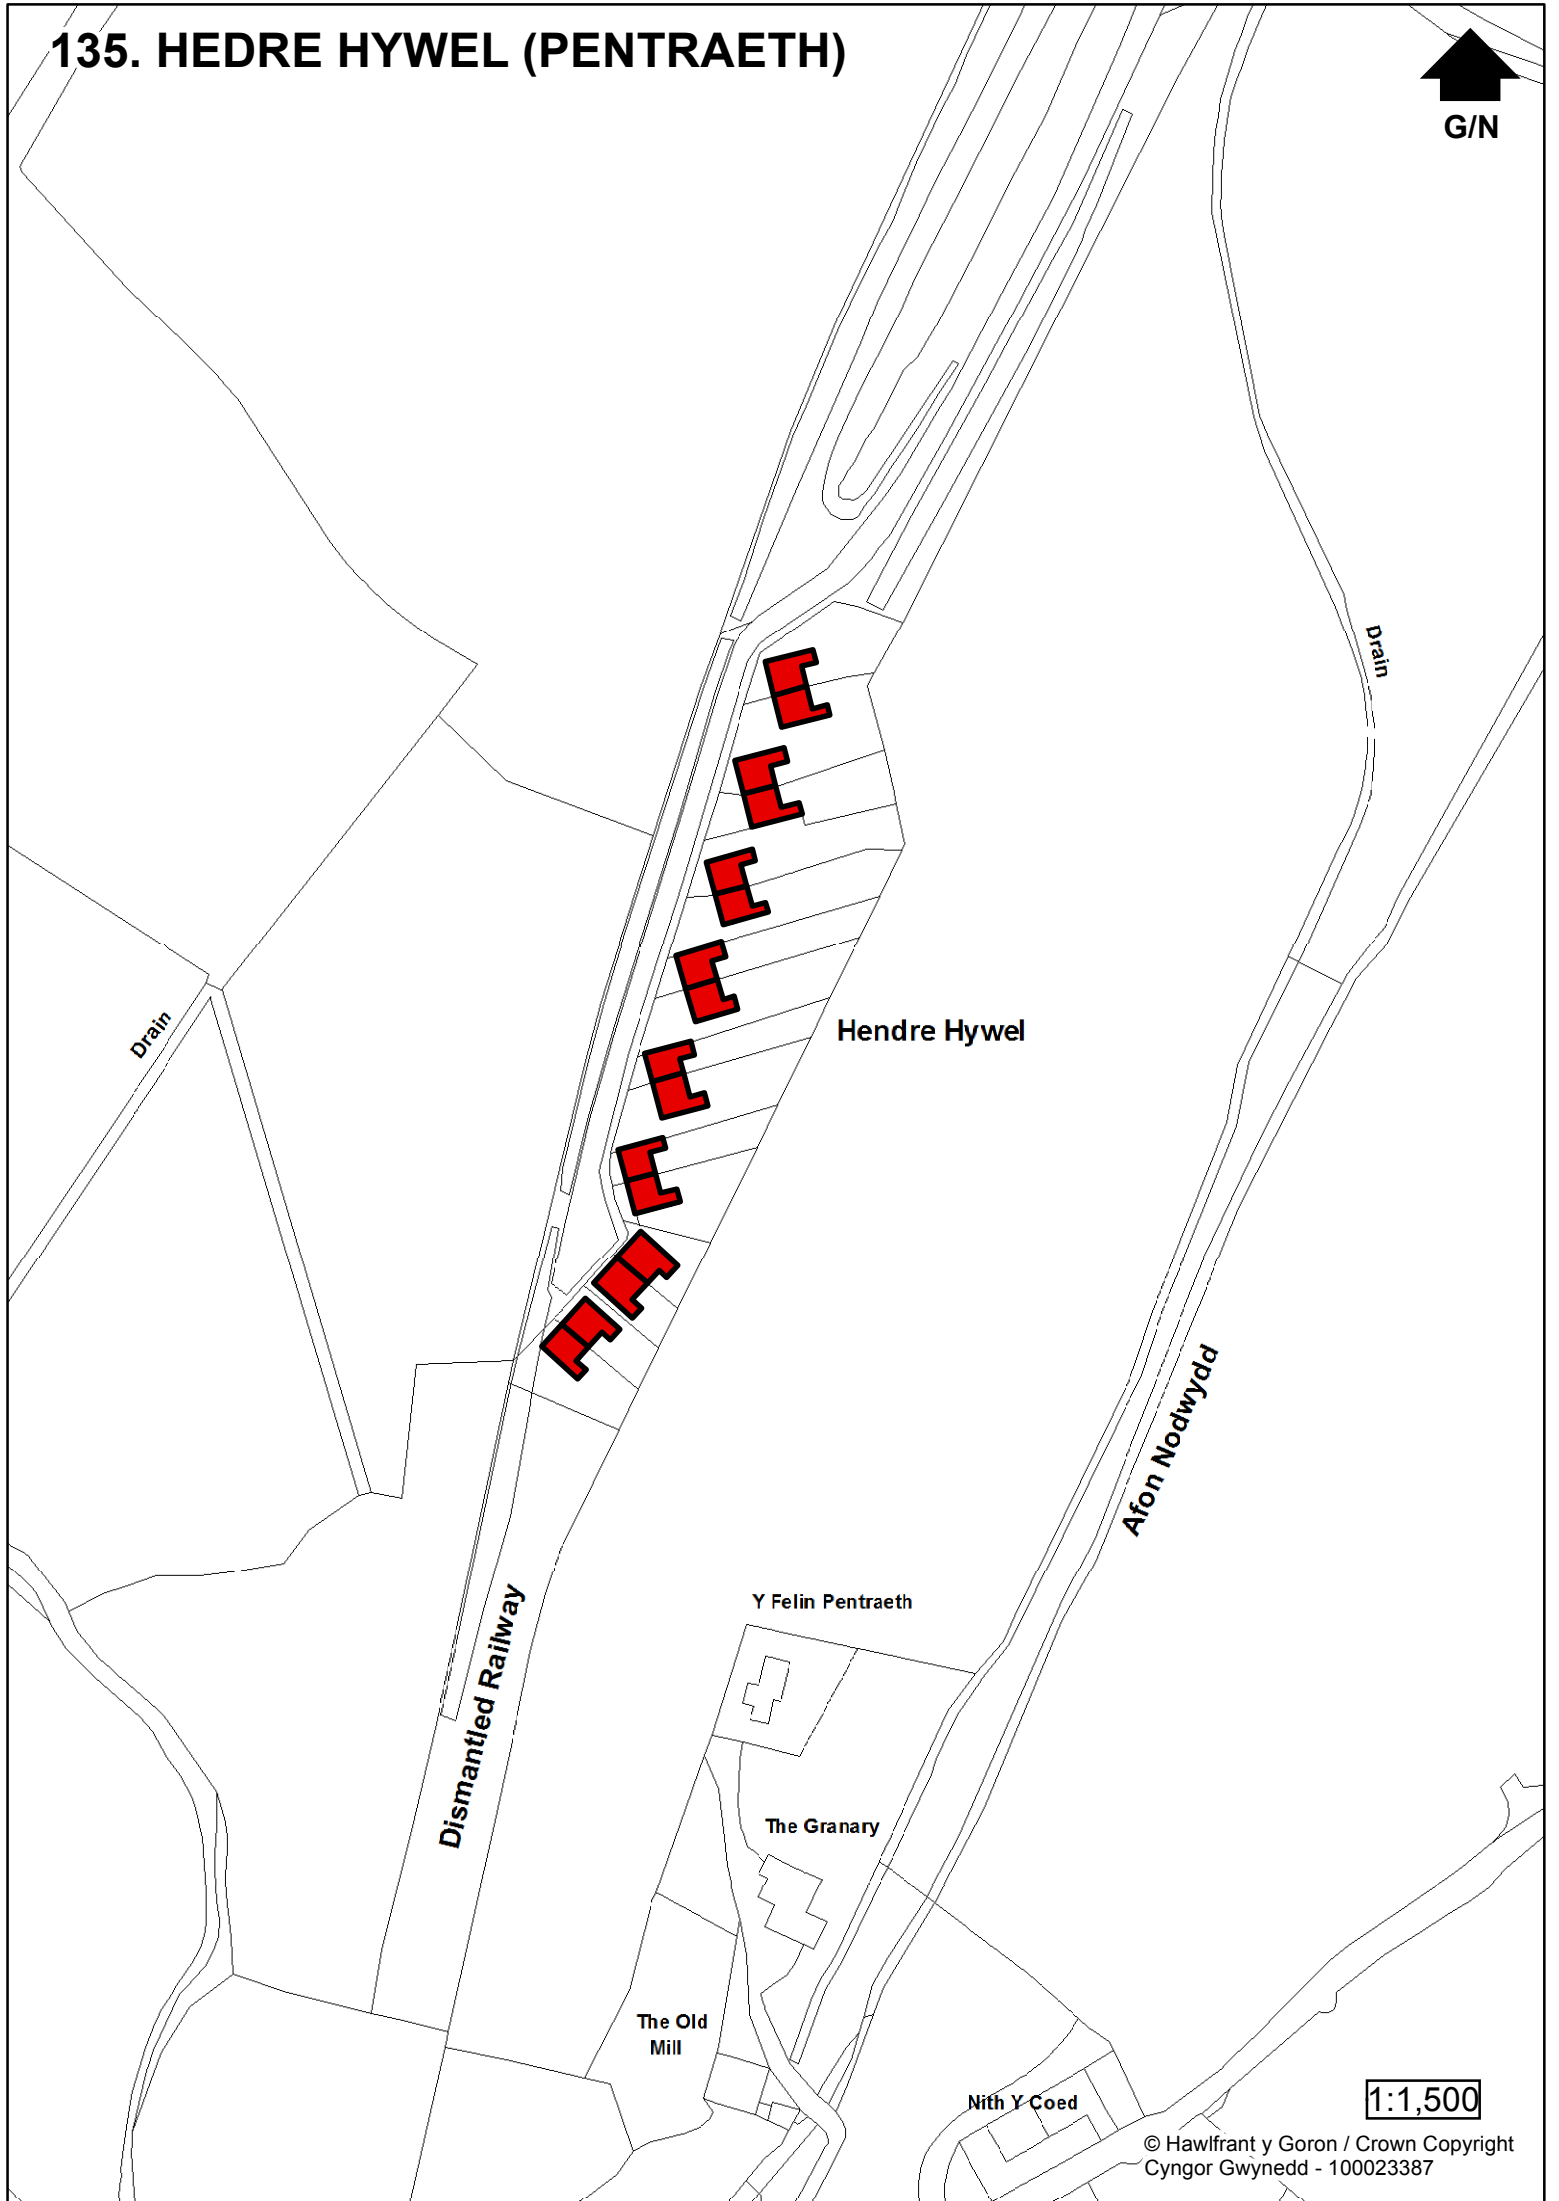 135. HEDRE HYWEL (PENTRAETH)
G/N
Drain
Drain
Hendre Hywel
Afon Nodwydd
Y Felin Pentraeth
Dismantled Railway
The Granary
The Old
Mill
Nith Y Coed
1:1,500
© Hawlfrant y Goron / Crown Copyright
Cyngor Gwynedd - 100023387